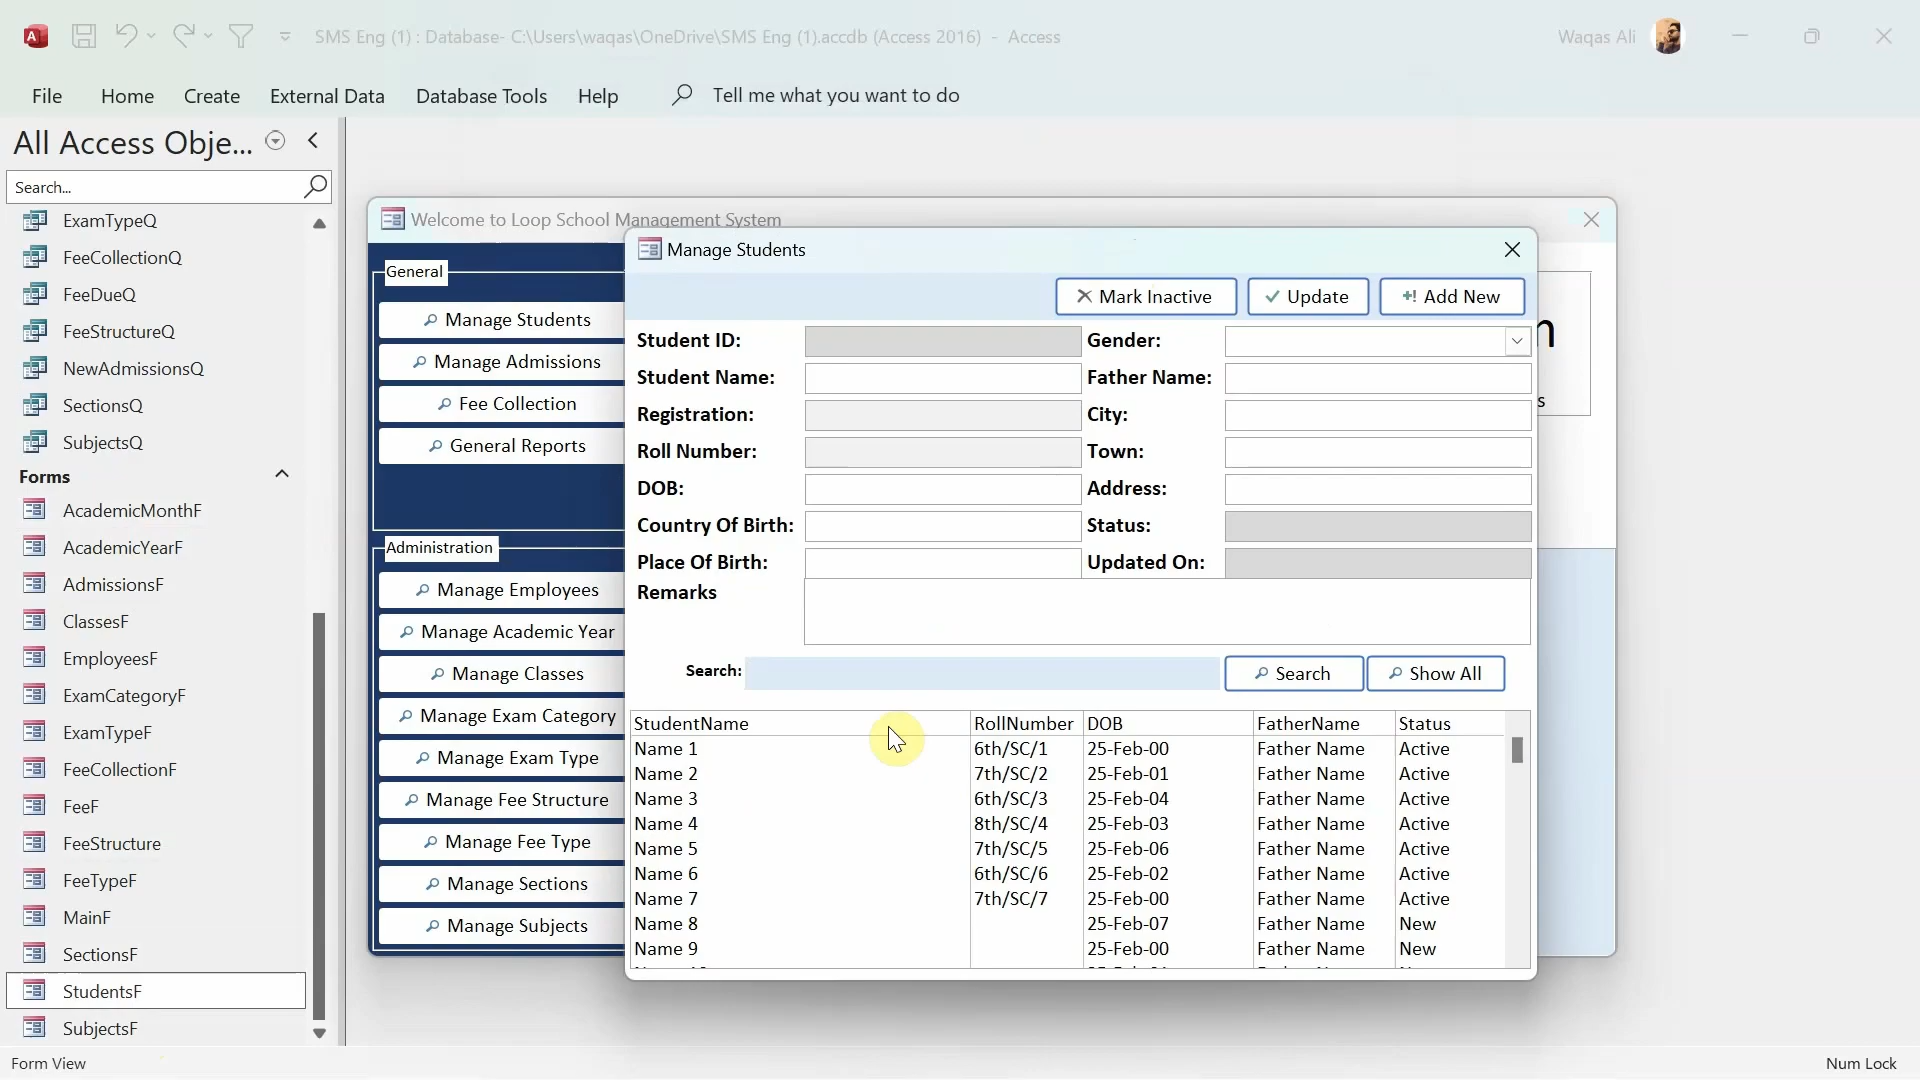 SMS Eng (1) : Database- C:\Users\waqas\OneDrive\SMS Eng (1).accdb (Access 2016) - Access
Waqas Ali
File Home Create External Data Database Tools Help Tell me what you want to do
All Access Obje...
Search...
ExamTypeQ
FeeCollectionQ
FeeDueQ
FeeStructureQ
NewAdmissionsQ
SectionsQ
SubjectsQ
Forms
AcademicMonthF
AcademicYearF
AdmissionsF
ClassesF
EmployeesF
ExamCategoryF
ExamTypeF
FeeCollectionF
FeeF
FeeStructure
FeeTypeF
MainF
SectionsF
StudentsF
SubjectsF
Welcome to Loop School Management System
General
Manage Students
Manage Admissions
Fee Collection
General Reports
Administration
Manage Employees
Manage Academic Year
Manage Classes
Manage Exam Category
Manage Exam Type
Manage Fee Structure
Manage Fee Type
Manage Sections
Manage Subjects
Manage Students
Mark Inactive Update Add New
Student ID: Gender:
Student Name: Father Name:
Registration: City:
Roll Number: Town:
DOB: Address:
Country Of Birth: Status:
Place Of Birth: Updated On:
Remarks
Search: Search Show All
StudentName RollNumber DOB FatherName Status
Name 1 6th/SC/1 25-Feb-00 Father Name Active
Name 2 7th/SC/2 25-Feb-01 Father Name Active
Name 3 6th/SC/3 25-Feb-04 Father Name Active
Name 4 8th/SC/4 25-Feb-03 Father Name Active
Name 5 7th/SC/5 25-Feb-06 Father Name Active
Name 6 6th/SC/6 25-Feb-02 Father Name Active
Name 7 7th/SC/7 25-Feb-00 Father Name Active
Name 8 25-Feb-07 Father Name New
Name 9 25-Feb-00 Father Name New
Form View
Num Lock